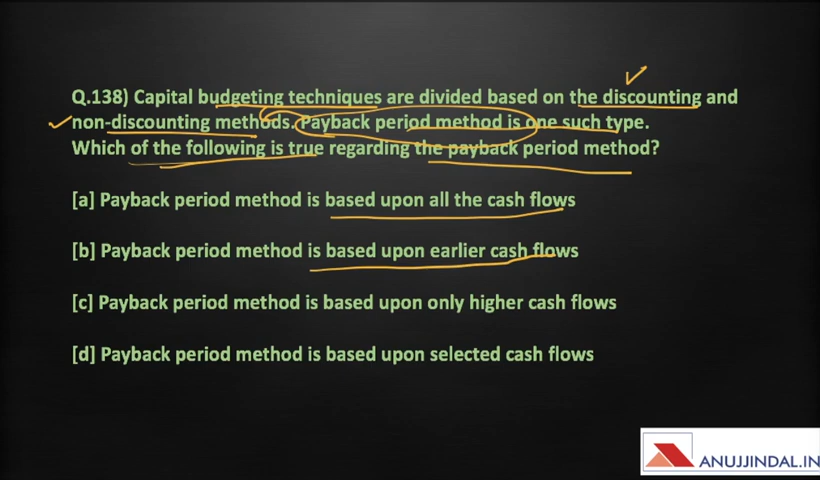 Q.138) Capital budgeting techniques are divided based on the discounting and
non-discounting methods. Payback period method is one such type.
Which of the following is true regarding the payback period method?
[a] Payback period method is based upon all the cash flows
[b] Payback period method is based upon earlier cash flows
[c] Payback period method is based upon only higher cash flows
[d] Payback period method is based upon selected cash flows
ANUJJINDAL.IN